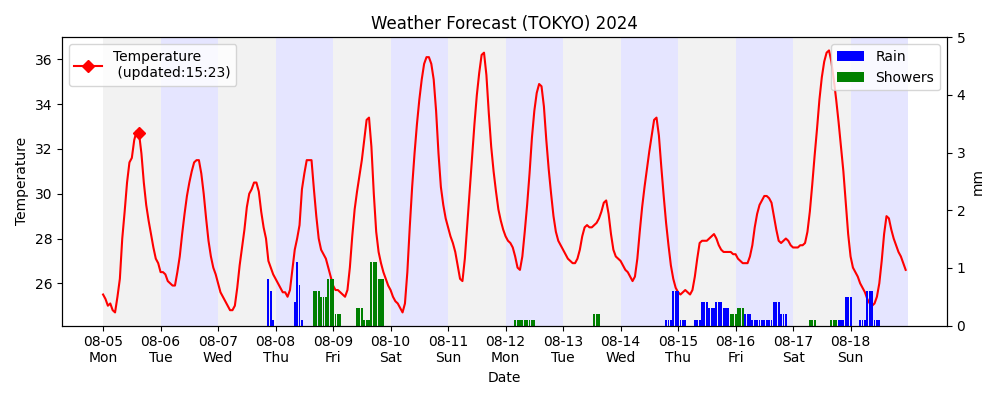 Weather Forecast (TOKYO) 2024
Temperature
(updated:15:23)
Rain
Showers
Temperature
36
34
32
30
28
26
5
4
3
2
1
0
mm
08-05 08-06 08-07 08-08 08-09 08-10 08-11 08-12 08-13 08-14 08-15 08-16 08-17 08-18
Mon Tue Wed Thu Fri Sat Sun Mon Tue Wed Thu Fri Sat Sun
Date